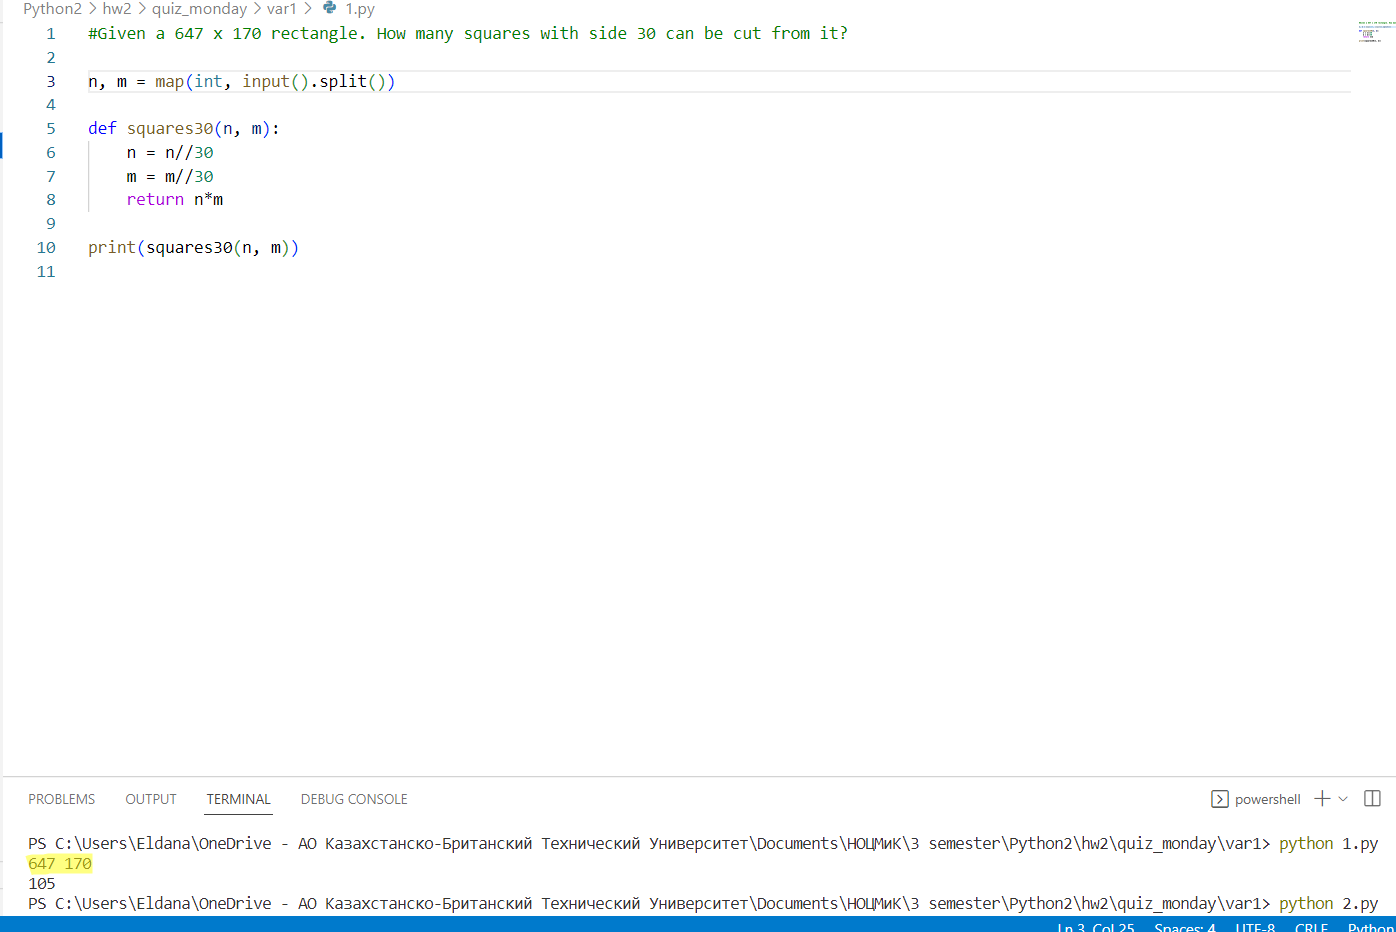 Python2 > hw2 > quiz_monday > var1 > 1.py
1 #Given a 647 x 170 rectangle. How many squares with side 30 can be cut from it?
2
3 n, m = map(int, input().split())
4
5 def squares30(n, m):
6     n = n//30
7     m = m//30
8     return n*m
9
10 print(squares30(n, m))
11
PROBLEMS OUTPUT TERMINAL DEBUG CONSOLE powershell
PS C:\Users\Eldana\OneDrive - АО Казахстанско-Британский Технический Университет\Documents\НОЦМиК\3 semester\Python2\hw2\quiz_monday\var1> python 1.py
647 170
105
PS C:\Users\Eldana\OneDrive - АО Казахстанско-Британский Технический Университет\Documents\НОЦМиК\3 semester\Python2\hw2\quiz_monday\var1> python 2.py
Ln 3, Col 25 Spaces: 4 UTF-8 CRLF Python